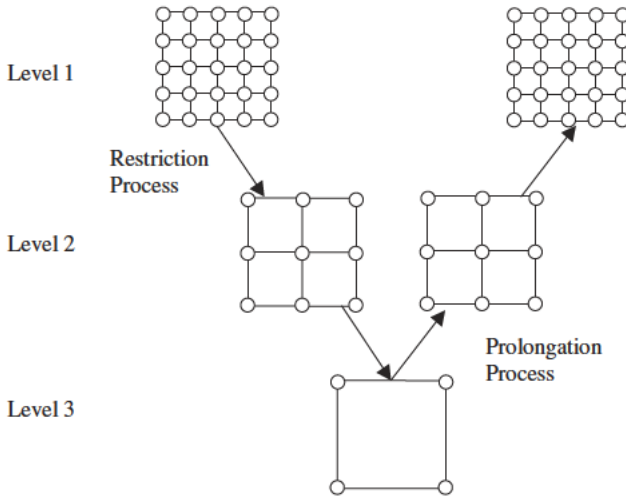 Level 1
Restriction
Process
Level 2
Prolongation
Process
Level 3